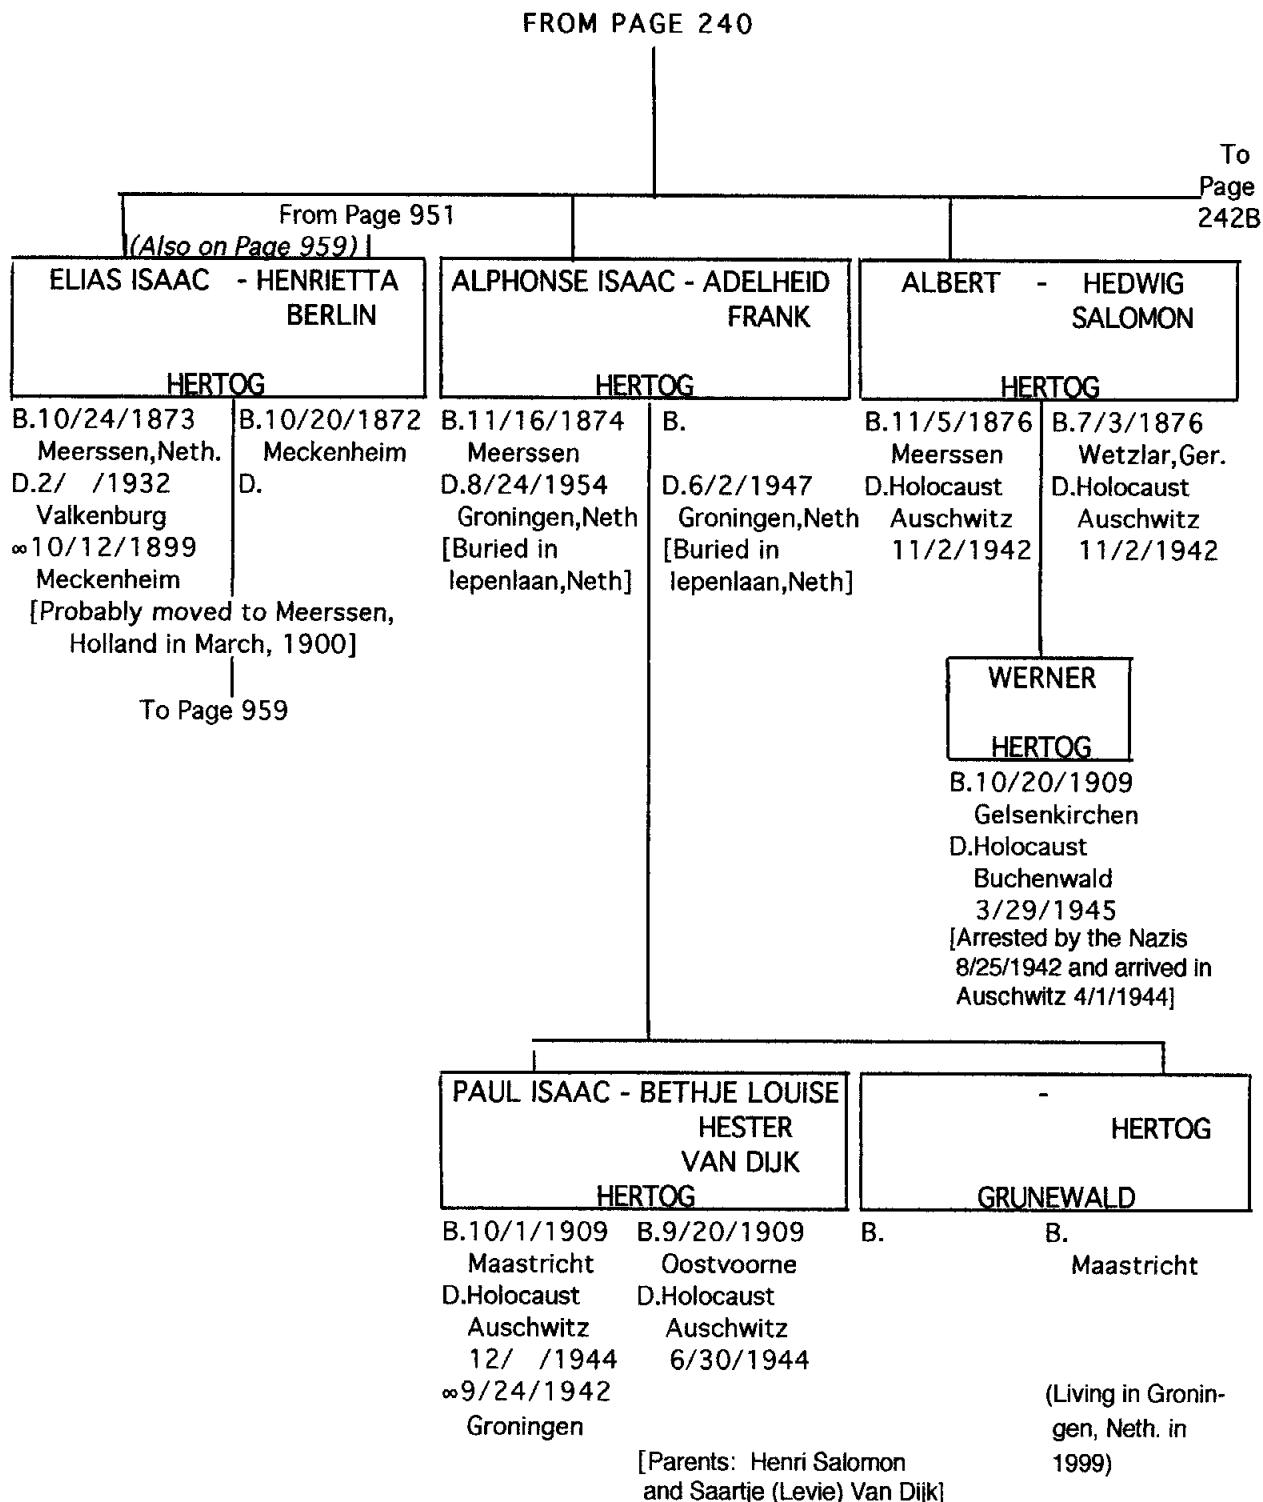 FROM PAGE 240
To
Page
242B
From Page 951
(Also on Page 959)
ELIAS ISAAC - HENRIETTA
BERLIN
HERTOG
B.10/24/1873
Meerssen,Neth.
D.2/ /1932
Valkenburg
∞10/12/1899
Meckenheim
B.10/20/1872
Meckenheim
D.
[Probably moved to Meerssen,
Holland in March, 1900]
To Page 959
ALPHONSE ISAAC - ADELHEID
FRANK
HERTOG
B.11/16/1874
Meerssen
D.8/24/1954
Groningen,Neth
[Buried in
Iepenlaan,Neth]
B.
D.6/2/1947
Groningen,Neth
[Buried in
Iepenlaan,Neth]
ALBERT - HEDWIG
SALOMON
HERTOG
B.11/5/1876
Meerssen
D.Holocaust
Auschwitz
11/2/1942
B.7/3/1876
Wetzlar,Ger.
D.Holocaust
Auschwitz
11/2/1942
WERNER
HERTOG
B.10/20/1909
Gelsenkirchen
D.Holocaust
Buchenwald
3/29/1945
[Arrested by the Nazis
8/25/1942 and arrived in
Auschwitz 4/1/1944]
PAUL ISAAC - BETHJE LOUISE
HESTER
VAN DIJK
HERTOG
B.10/1/1909
Maastricht
D.Holocaust
Auschwitz
12/ /1944
∞9/24/1942
Groningen
B.9/20/1909
Oostvoorne
D.Holocaust
Auschwitz
6/30/1944
[Parents: Henri Salomon
and Saartje (Levie) Van Dijk]
-
HERTOG
GRUNEWALD
B.
B.
Maastricht
(Living in Gronin-
gen, Neth. in
1999)